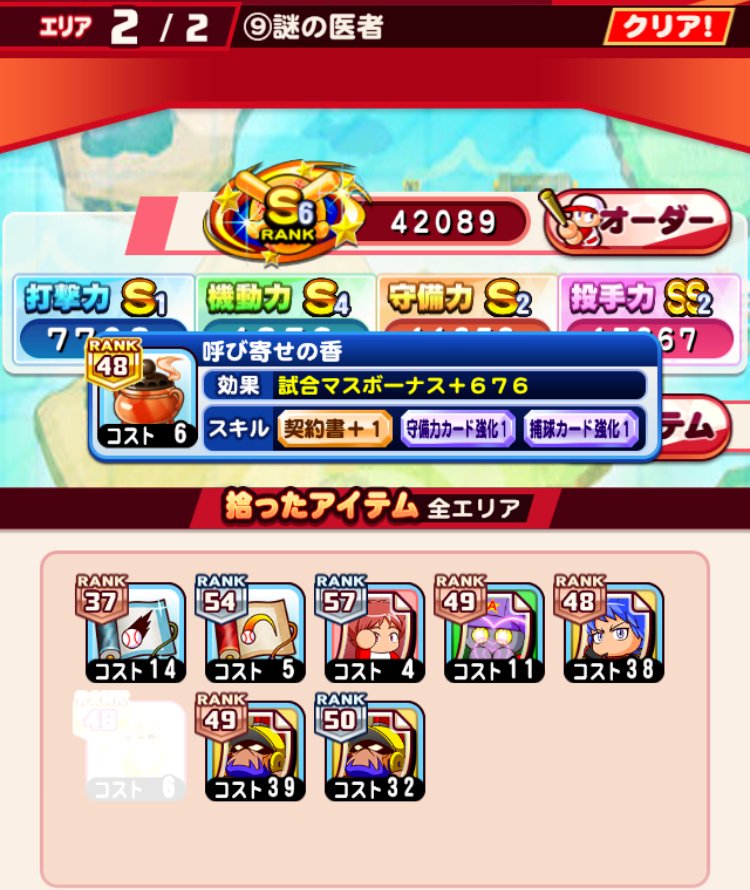 エリア 2 / 2 ⑨謎の医者 クリア!
S6 RANK 42089 オーダー
打撃力 S1 機動力 S4 守備力 S2 投手力 SS2
RANK 48 呼び寄せの香
効果 試合マスボーナス+676
コスト 6 スキル 契約書+1 守備力カード強化1 捕球カード強化1
テム
拾ったアイテム 全エリア
RANK 37 RANK 54 RANK 57 RANK 49 RANK 48
コスト14 コスト 5 コスト 4 コスト11 コスト38
RANK 48 RANK 49 RANK 50
コスト 6 コスト39 コスト32